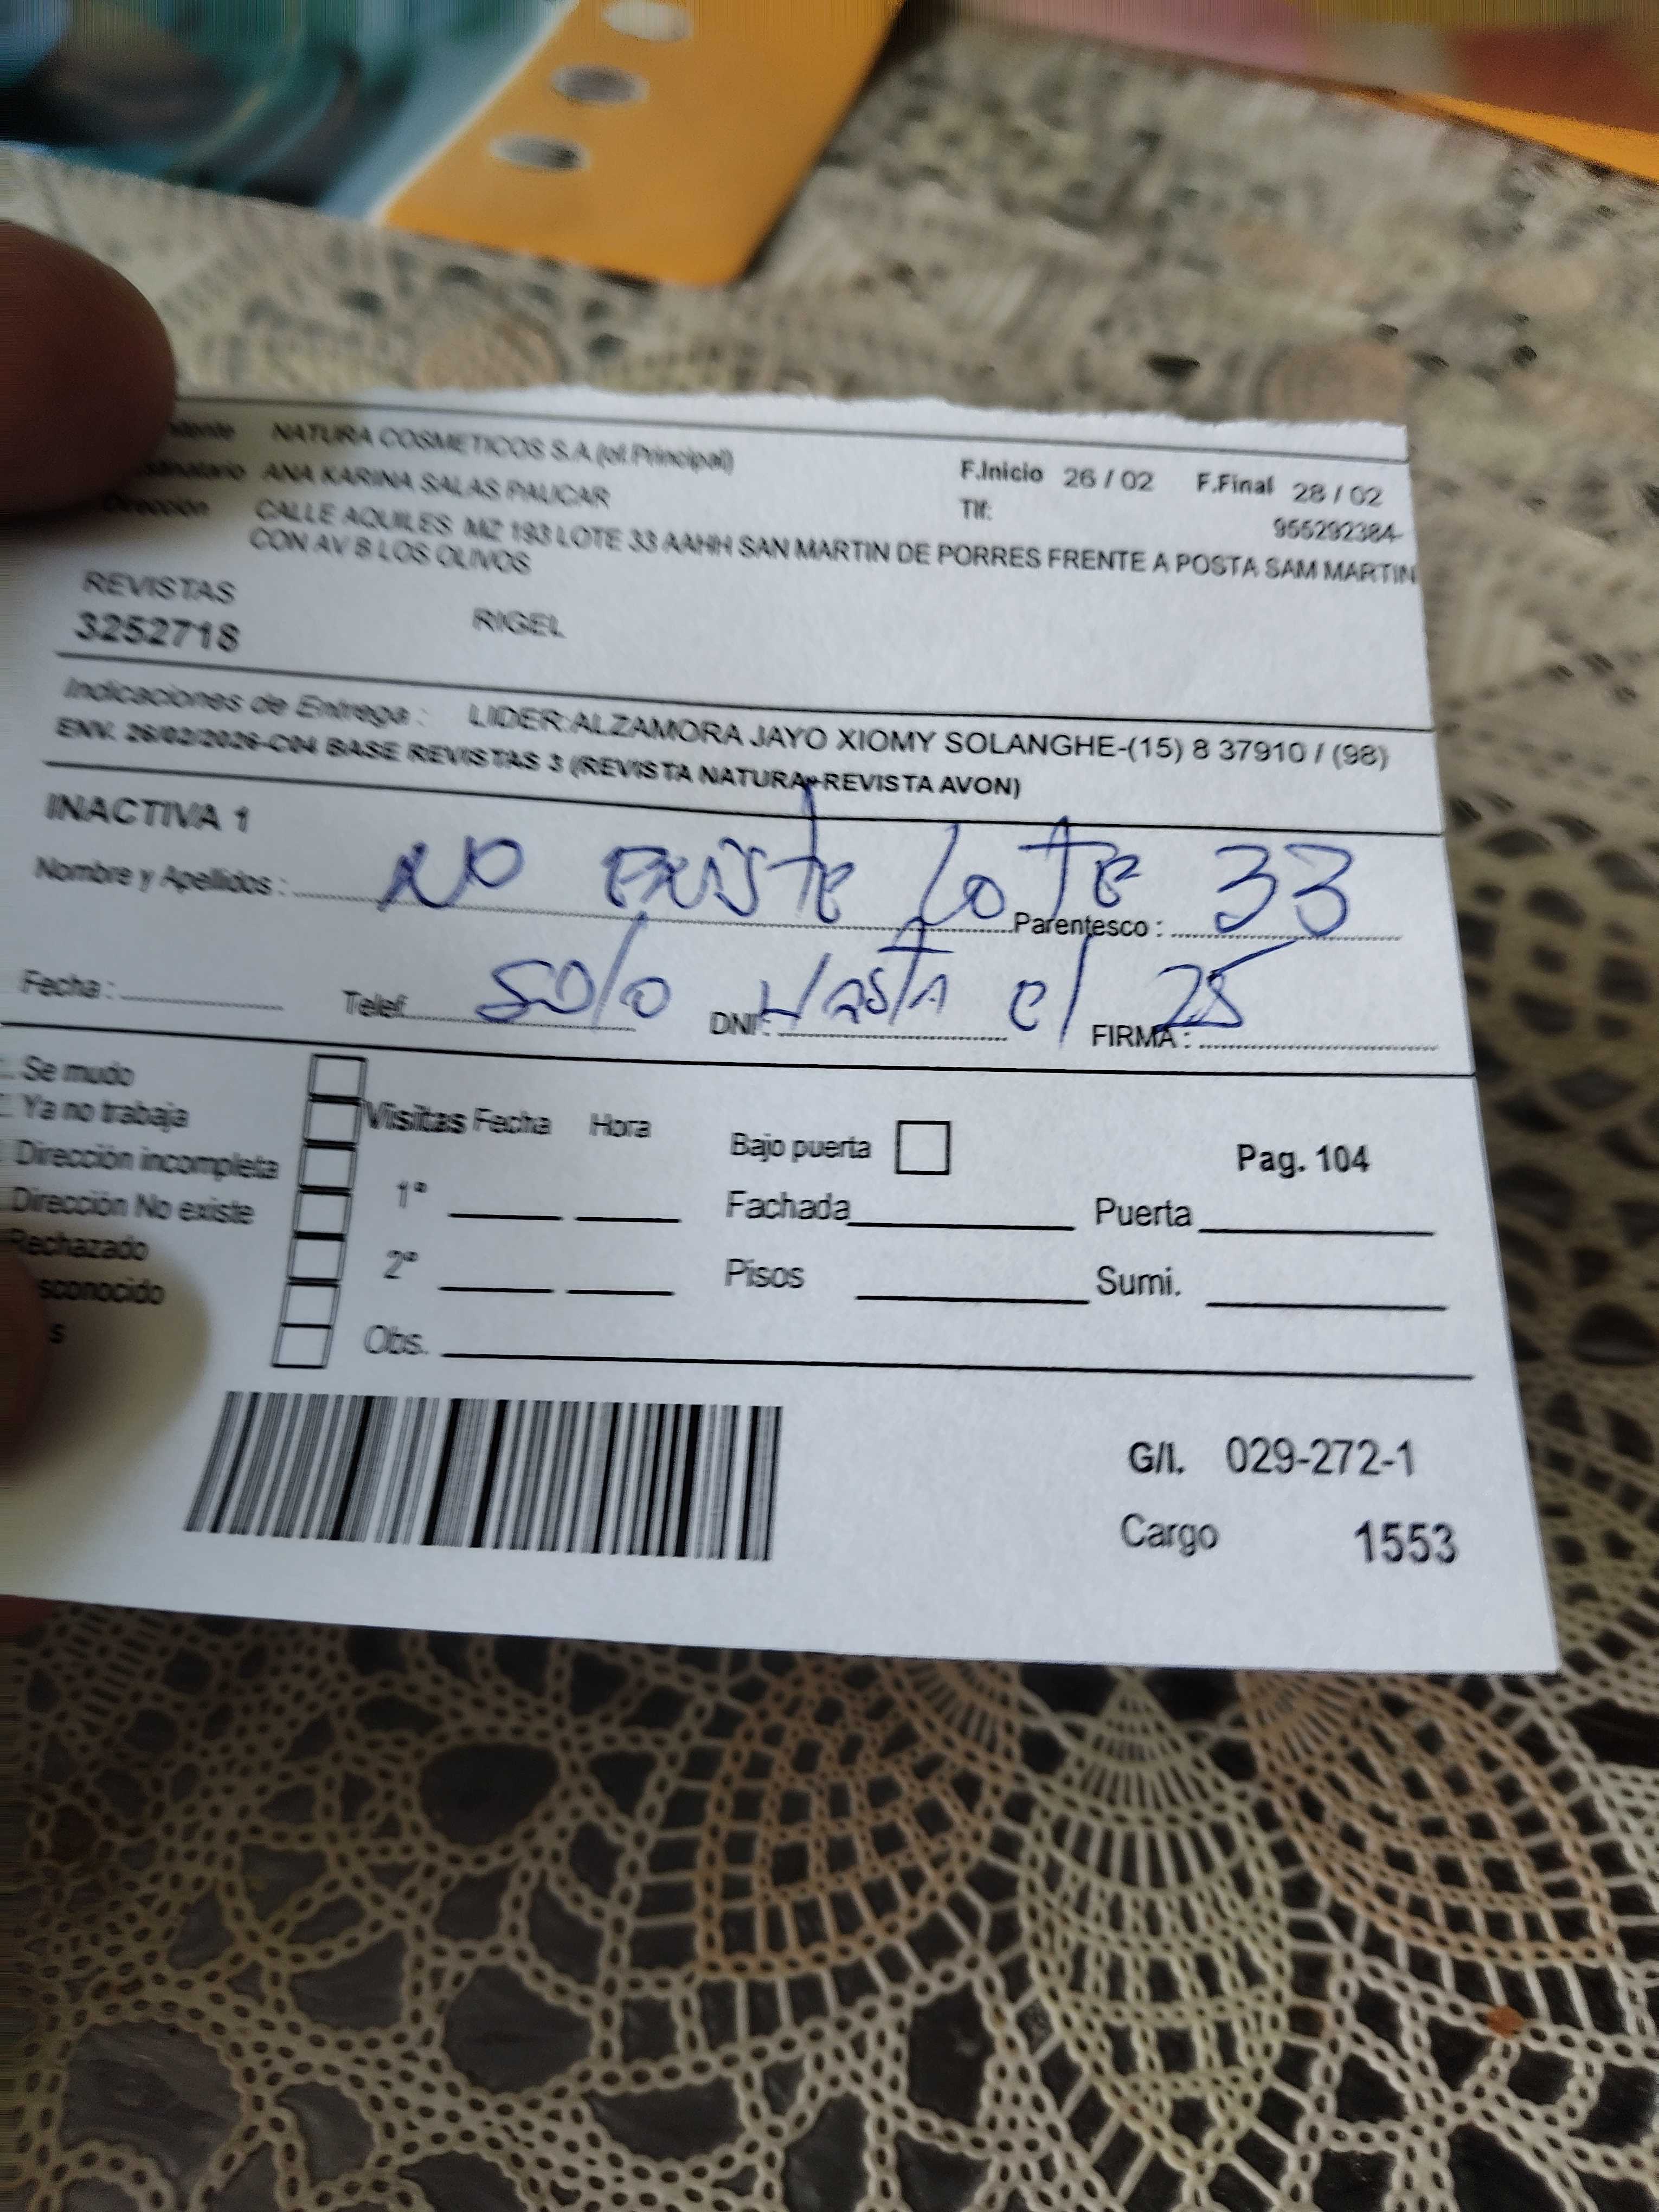 NATURA COSMETICOS S.A (of.Principal)
F.Inicio 26 / 02 F.Final 28 / 02
ANA KARINA SALAS PAUCAR
Tlf: 955292384-
Dirección CALLE AQUILES MZ 193 LOTE 33 AAHH SAN MARTIN DE PORRES FRENTE A POSTA SAM MARTIN
CON AV B LOS OLIVOS
REVISTAS
3252718 RIGEL
Indicaciones de Entrega : LIDER:ALZAMORA JAYO XIOMY SOLANGHE-(15) 8 37910 / (98)
ENV. 26/02/2026-C04 BASE REVISTAS 3 (REVISTA NATURA-REVISTA AVON)
INACTIVA 1
NO EXISTE LOTE 33
Nombre y Apellidos : Parentesco :
SOLO HASTA el 25
Fecha : Telef. DNI : FIRMA :
Se mudo
Ya no trabaja
Dirección incompleta
Dirección No existe
Rechazado
sconocido
s
Visitas Fecha Hora
1ª
2ª
Obs.
Bajo puerta
Fachada
Pisos
Pag. 104
Puerta
Sumi.
G/I. 029-272-1
Cargo 1553